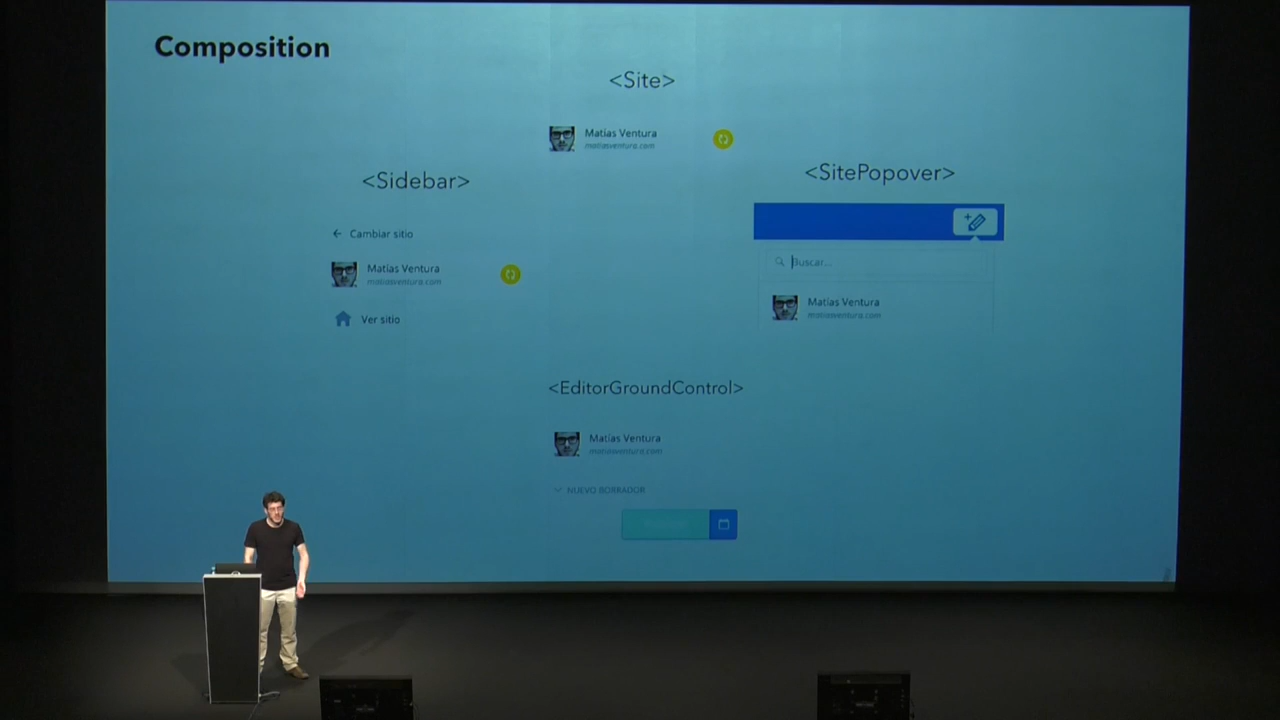 Composition
<Site>
Matías Ventura
matiasventura.com
<Sidebar>
← Cambiar sitio
Matías Ventura
matiasventura.com
Ver sitio
<SitePopover>
Buscar...
Matías Ventura
matiasventura.com
<EditorGroundControl>
Matías Ventura
matiasventura.com
NUEVO BORRADOR